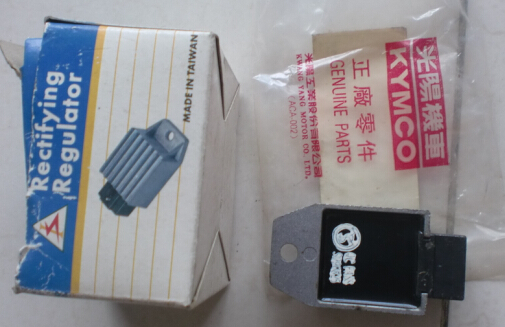 Rectifying
Regulator
MADE IN TAIWAN
光陽機車
KYMCO
正廠零件
GENUINE PARTS
光陽工業股份有限公司
KWANG YANG MOTOR CO. LTD.